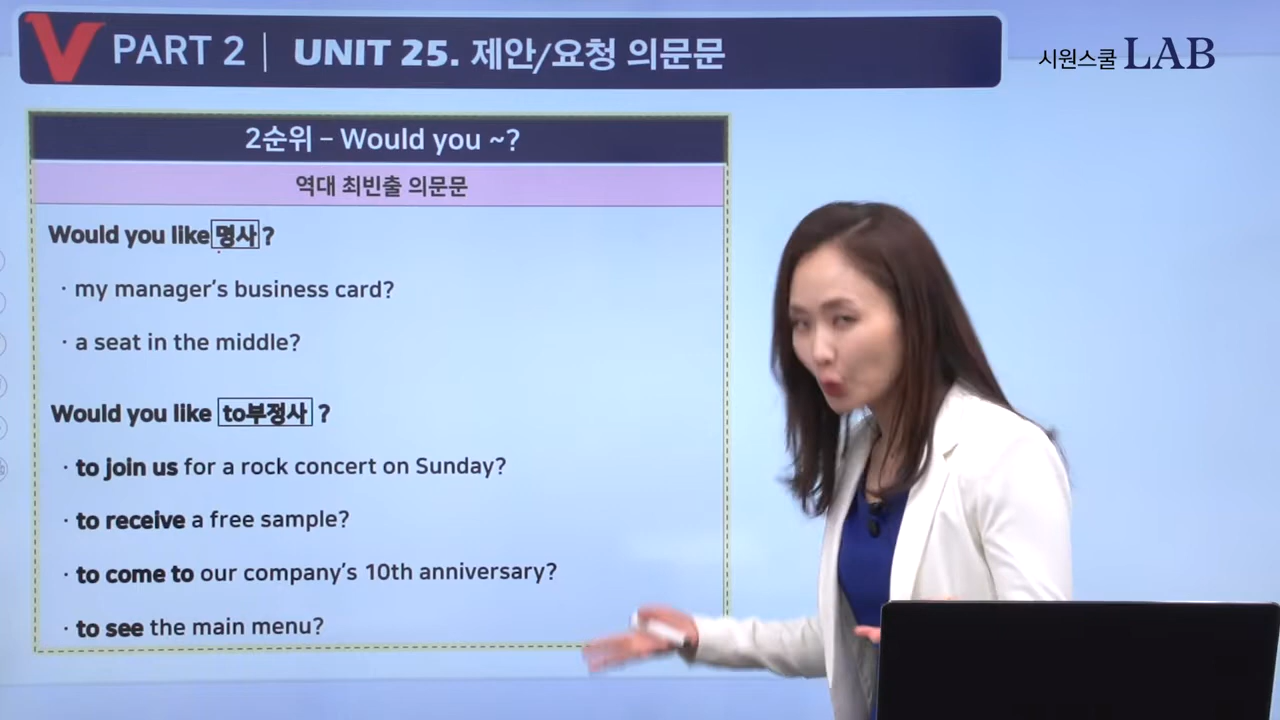 PART 2 | UNIT 25. 제안/요청 의문문
시원스쿨 LAB
2순위 – Would you ~?
역대 최빈출 의문문
Would you like 명사 ?
· my manager's business card?
· a seat in the middle?
Would you like to부정사 ?
· to join us for a rock concert on Sunday?
· to receive a free sample?
· to come to our company's 10th anniversary?
· to see the main menu?